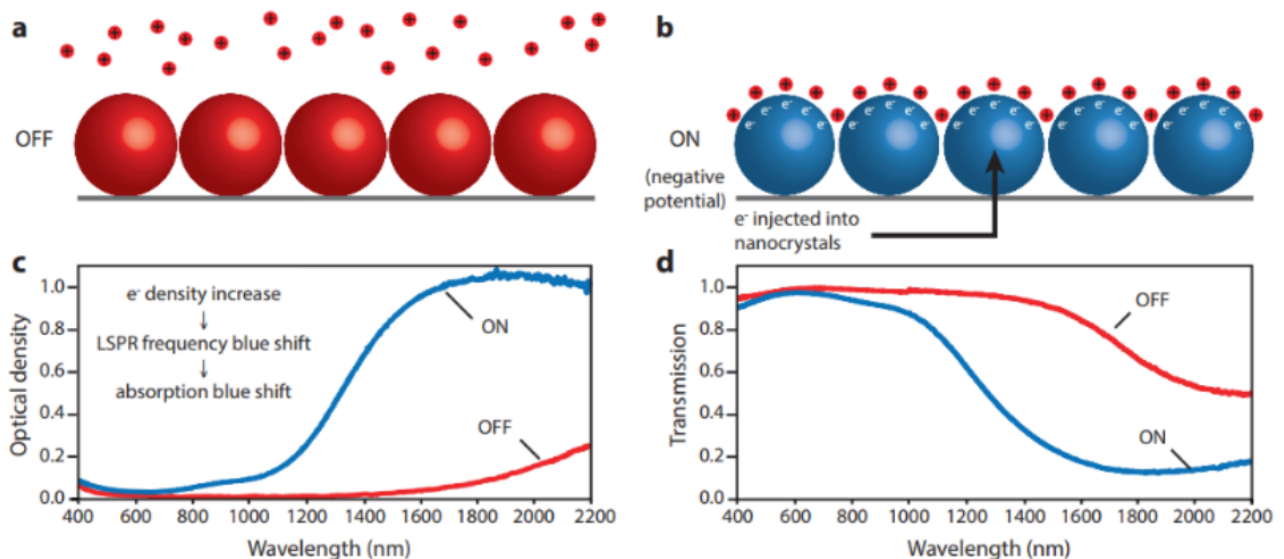 a
OFF
b
ON
(negative
potential)
e- injected into
nanocrystals
+ + + + + + + + + + + + + + + + + + + +
+ + + + + + + + + + + + + + + + + + + + +
e- e- e- e- e- e- e- e- e- e- e- e- e- e- e- e- e- e- e- e- e- e- e- e- e-
c
Optical density
1.0
0.8
0.6
0.4
0.2
0.0
e- density increase
↓
LSPR frequency blue shift
↓
absorption blue shift
ON
OFF
400 600 800 1000 1200 1400 1600 1800 2000 2200
Wavelength (nm)
d
Transmission
1.0
0.8
0.6
0.4
0.2
0.0
OFF
ON
400 600 800 1000 1200 1400 1600 1800 2000 2200
Wavelength (nm)